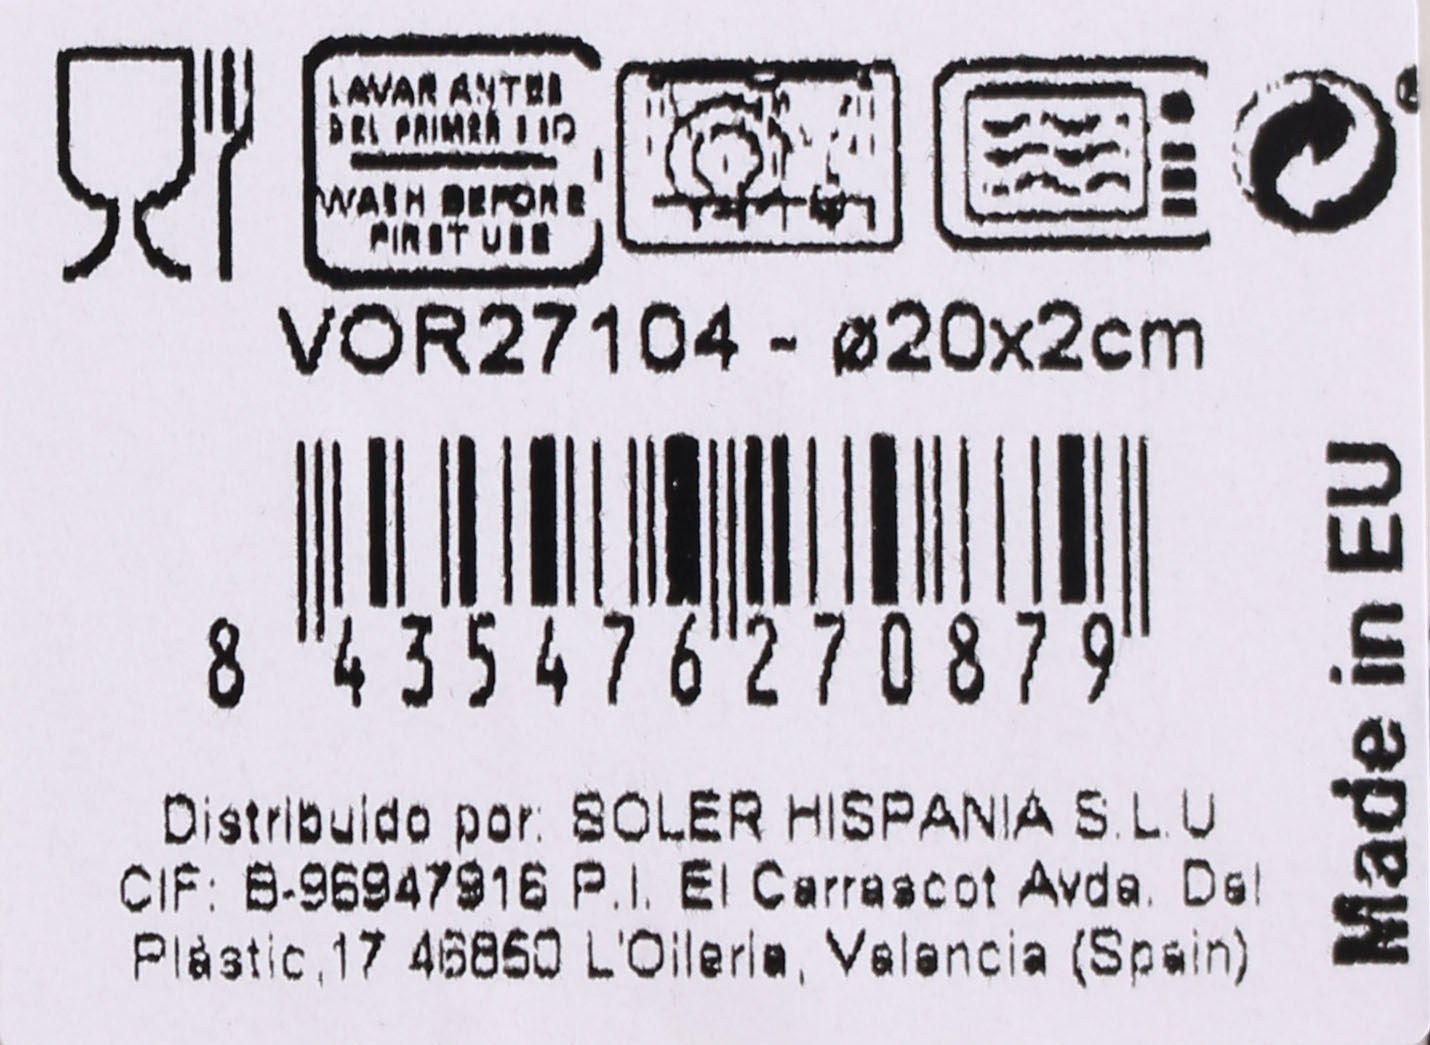 LAVAR ANTES
DEL PRIMER USO
WASH BEFORE
FIRST USE
®
VOR27104 - ø20x2cm
8 435476 270879
Made in EU
Distribuido por: SOLER HISPANIA S.L.U
CIF: B-96947916 P.I. El Carrascot Avda. Del
Plàstic,17 46850 L'Olleria, Valencia (Spain)